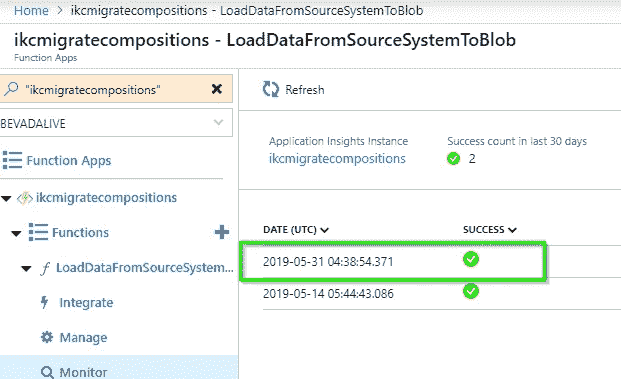 Home > ikcmigratecompositions - LoadDataFromSourceSystemToBlob
ikcmigratecompositions - LoadDataFromSourceSystemToBlob
Function Apps
"ikcmigratecompositions"
BEVADALIVE
Function Apps
ikcmigratecompositions
Functions
LoadDataFromSourceSystem...
Integrate
Manage
Monitor
Refresh
Application Insights Instance
ikcmigratecompositions
Success count in last 30 days
2
DATE (UTC) SUCCESS
2019-05-31 04:38:54.371
2019-05-14 05:44:43.086